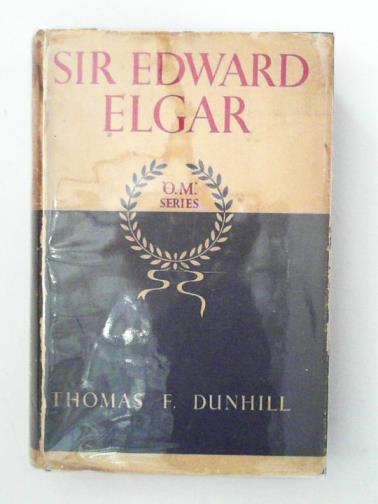 SIR EDWARD
ELGAR
'O.M.'
SERIES
THOMAS F. DUNHILL